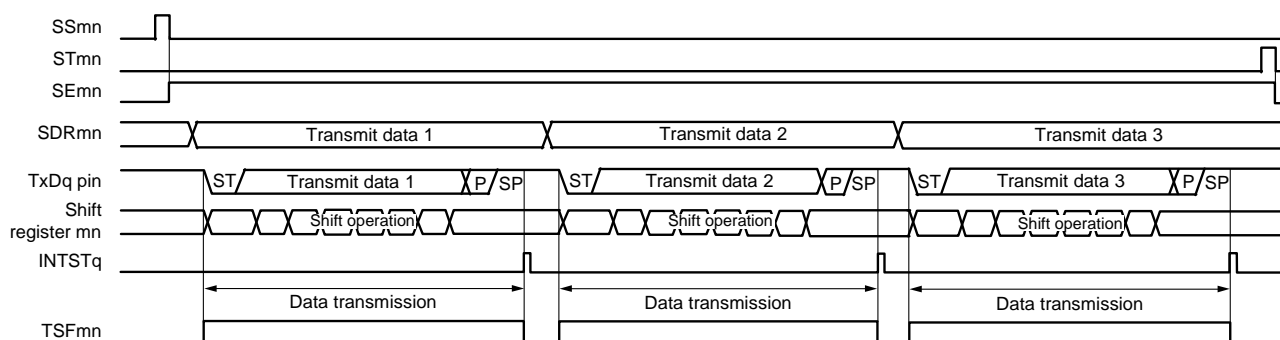 SSmn
STmn
SEmn
SDRmn Transmit data 1 Transmit data 2 Transmit data 3
TxDq pin ST Transmit data 1 P SP ST Transmit data 2 P SP ST Transmit data 3 P SP
Shift
register mn Shift operation Shift operation Shift operation
INTSTq
Data transmission Data transmission Data transmission
TSFmn